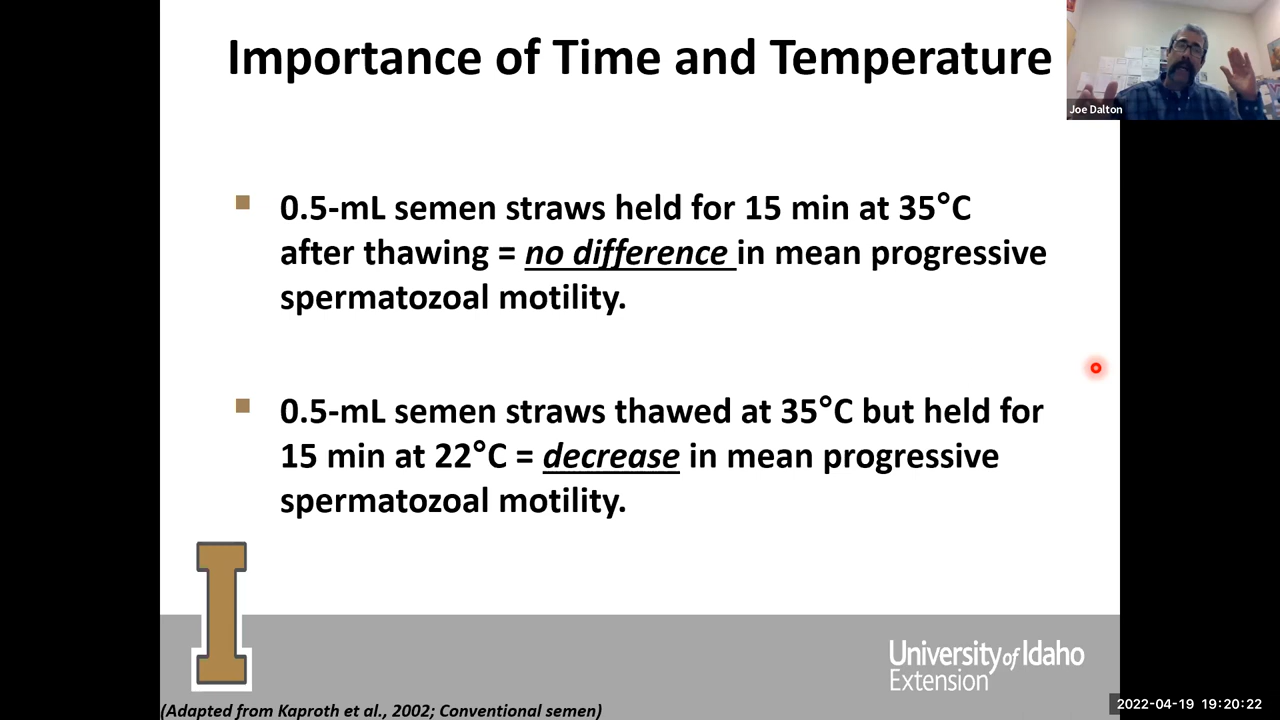 Importance of Time and Temperature
Joe Dalton
0.5-mL semen straws held for 15 min at 35°C
after thawing = no difference in mean progressive
spermatozoal motility.
0.5-mL semen straws thawed at 35°C but held for
15 min at 22°C = decrease in mean progressive
spermatozoal motility.
I
University of Idaho
Extension
(Adapted from Kaproth et al., 2002; Conventional semen)
2022-04-19 19:20:22